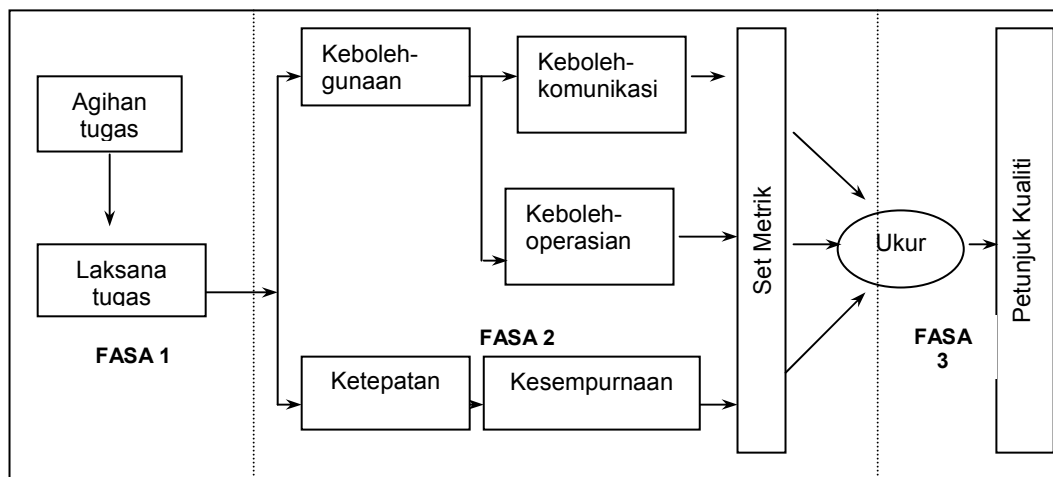 Agihan
tugas
Laksana
tugas
FASA 1
Keboleh-
gunaan
Keboleh-
komunikasi
Keboleh-
operasian
FASA 2
Ketepatan
Kesempurnaan
Set Metrik
Ukur
FASA
3
Petunjuk Kualiti